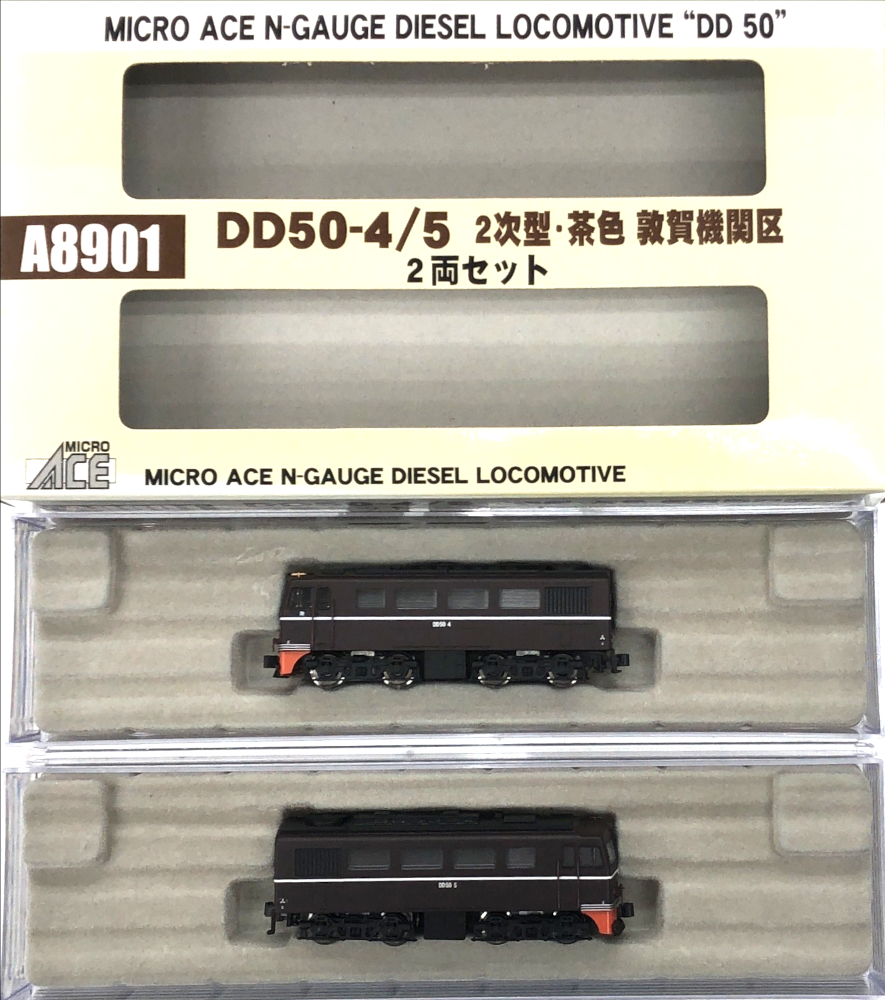 MICRO ACE N-GAUGE DIESEL LOCOMOTIVE “DD 50”
A8901
DD50-4/5 2次型・茶色 敦賀機関区
2両セット
MICRO ACE
MICRO ACE N-GAUGE DIESEL LOCOMOTIVE
DD50 4
DD50 5